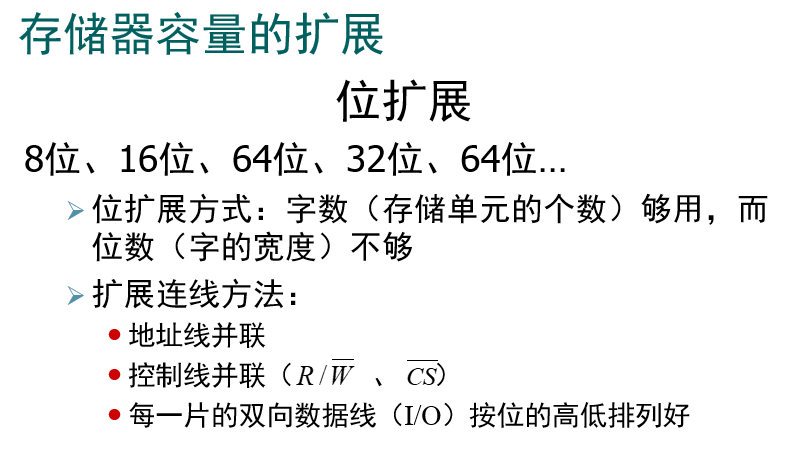 存储器容量的扩展
位扩展
8位、16位、64位、32位、64位…
位扩展方式：字数（存储单元的个数）够用，而
位数（字的宽度）不够
扩展连线方法：
地址线并联
控制线并联（R/W̅ 、C̅S̅）
每一片的双向数据线（I/O）按位的高低排列好